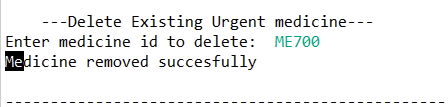 ---Delete Existing Urgent medicine---
Enter medicine id to delete:  ME700
Medicine removed succesfully
--------------------------------------------------